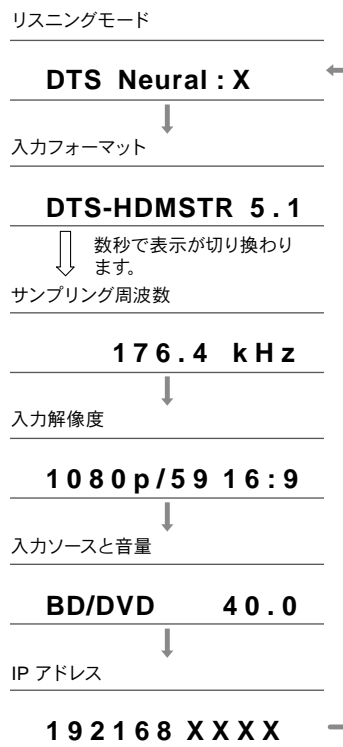 リスニングモード
DTS Neural:X
入力フォーマット
DTS-HDMSTR 5.1
数秒で表示が切り換わり
ます。
サンプリング周波数
176.4 kHz
入力解像度
1080p/59 16:9
入力ソースと音量
BD/DVD 40.0
IP アドレス
192168XXXX